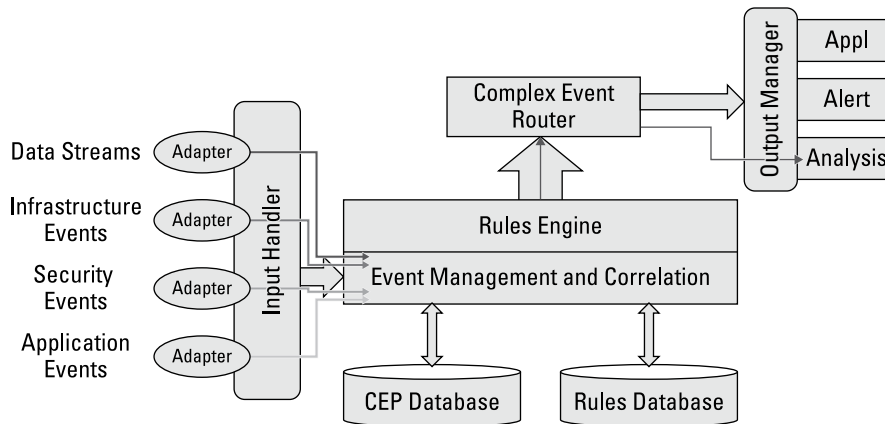 Data Streams
Adapter
Infrastructure
Events
Adapter
Security
Events
Adapter
Application
Events
Adapter
Input Handler
Complex Event
Router
Rules Engine
Event Management and Correlation
CEP Database
Rules Database
Output Manager
Appl
Alert
Analysis